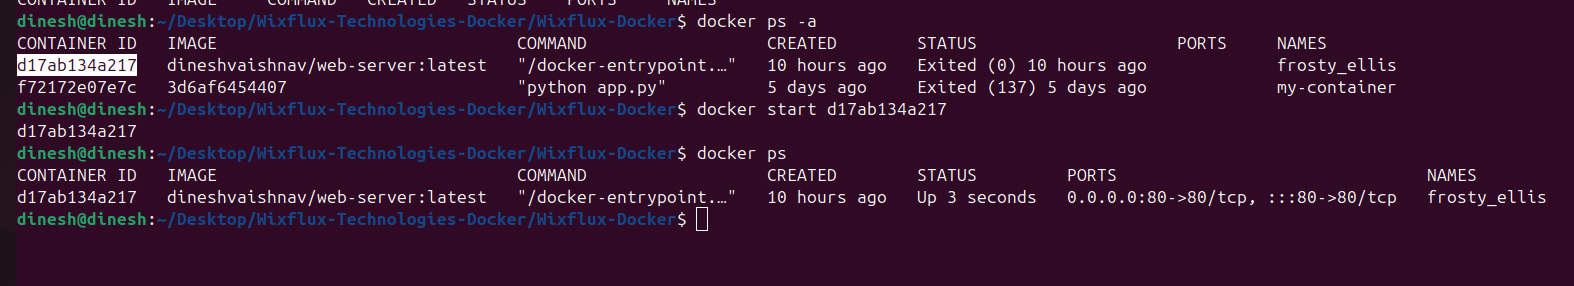 CONTAINER ID   IMAGE     COMMAND   CREATED   STATUS    PORTS     NAMES
dinesh@dinesh:~/Desktop/Wixflux-Technologies-Docker/Wixflux-Docker$ docker ps -a
CONTAINER ID   IMAGE                              COMMAND                  CREATED        STATUS                    PORTS     NAMES
d17ab134a217   dineshvaishnav/web-server:latest   "/docker-entrypoint.…"   10 hours ago   Exited (0) 10 hours ago             frosty_ellis
f72172e07e7c   3d6af6454407                       "python app.py"          5 days ago     Exited (137) 5 days ago             my-container
dinesh@dinesh:~/Desktop/Wixflux-Technologies-Docker/Wixflux-Docker$ docker start d17ab134a217
d17ab134a217
dinesh@dinesh:~/Desktop/Wixflux-Technologies-Docker/Wixflux-Docker$ docker ps
CONTAINER ID   IMAGE                              COMMAND                  CREATED        STATUS         PORTS                               NAMES
d17ab134a217   dineshvaishnav/web-server:latest   "/docker-entrypoint.…"   10 hours ago   Up 3 seconds   0.0.0.0:80->80/tcp, :::80->80/tcp   frosty_ellis
dinesh@dinesh:~/Desktop/Wixflux-Technologies-Docker/Wixflux-Docker$